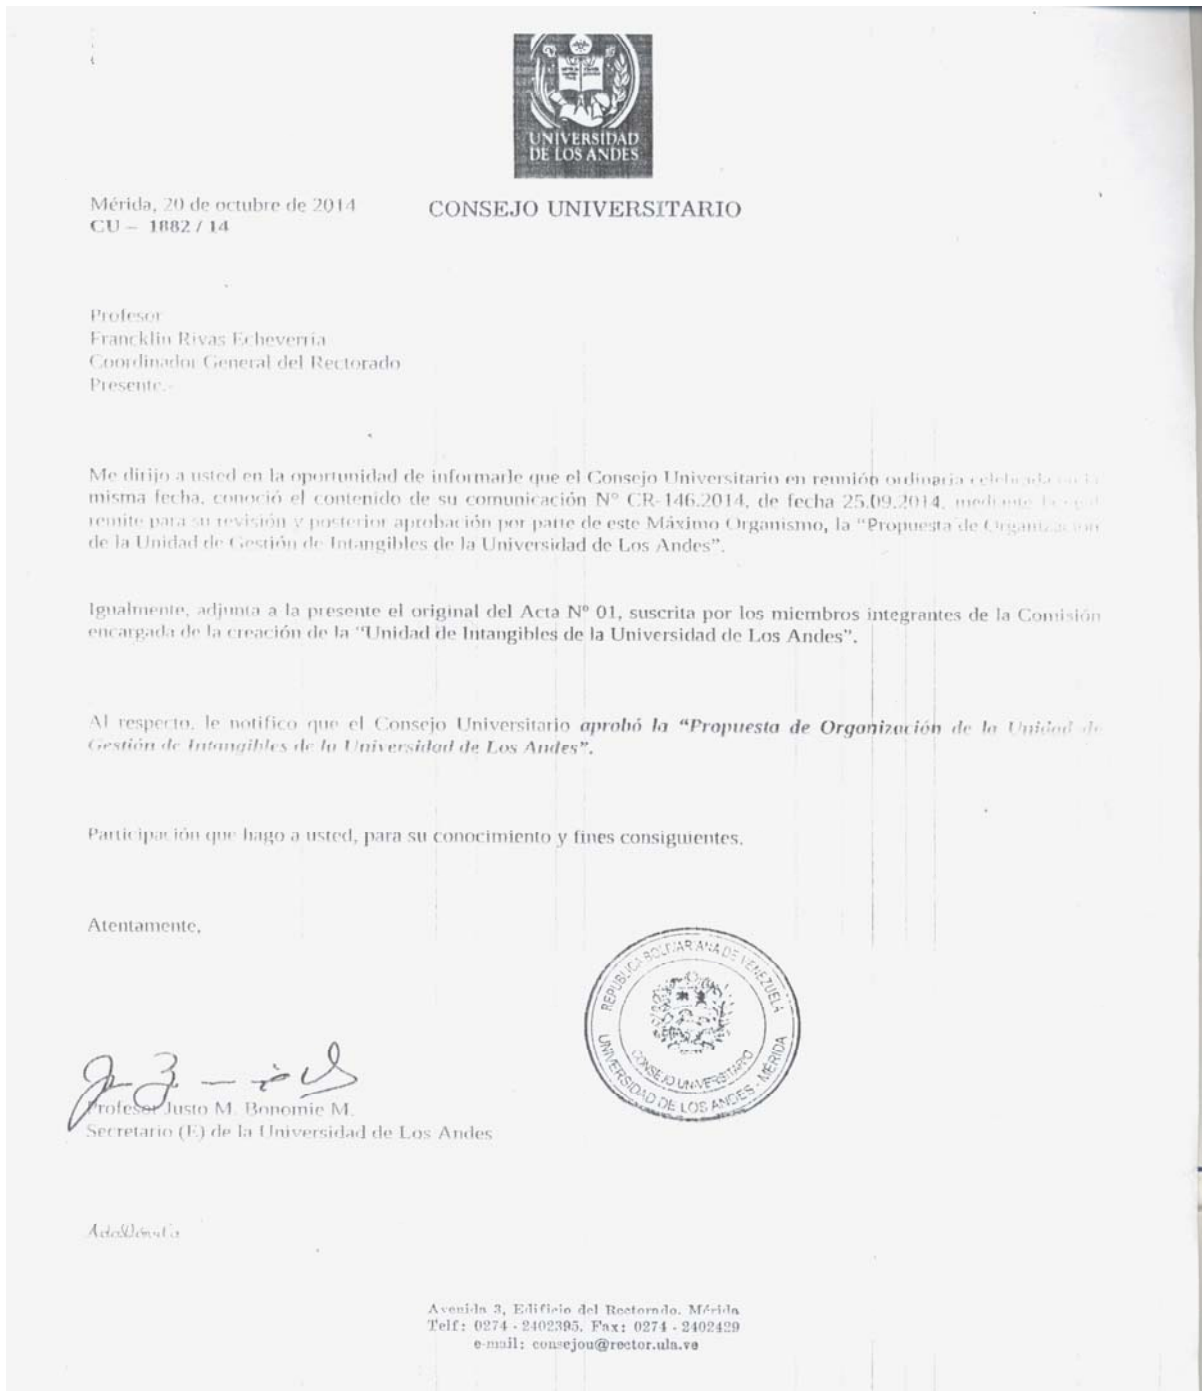 UNIVERSIDAD
DE LOS ANDES
Mérida, 20 de octubre de 2014
CONSEJO UNIVERSITARIO
CU – 1882 / 14
Profesor
Francklin Rivas Echeverría
Coordinador General del Rectorado
Presente.-
Me dirijo a usted en la oportunidad de informarle que el Consejo Universitario en reunión ordinaria celebrada en la
misma fecha, conoció el contenido de su comunicación Nº CR-146.2014, de fecha 25.09.2014, mediante la cual
remite para su revisión y posterior aprobación por parte de este Máximo Organismo, la “Propuesta de Organización
de la Unidad de Gestión de Intangibles de la Universidad de Los Andes”.
Igualmente, adjunta a la presente el original del Acta Nº 01, suscrita por los miembros integrantes de la Comisión
encargada de la creación de la “Unidad de Intangibles de la Universidad de Los Andes”.
Al respecto, le notifico que el Consejo Universitario aprobó la “Propuesta de Organización de la Unidad de
Gestión de Intangibles de la Universidad de Los Andes”.
Participación que hago a usted, para su conocimiento y fines consiguientes.
Atentamente,
REPUBLICA BOLIVARIANA DE VENEZUELA
CONSEJO UNIVERSITARIO
UNIVERSIDAD DE LOS ANDES - MÉRIDA
Profesor Justo M. Bonomie M.
Secretario (E) de la Universidad de Los Andes
Avenida 3, Edificio del Rectorado. Mérida
Telf: 0274 - 2402395. Fax: 0274 - 2402429
e-mail: consejou@rector.ula.ve